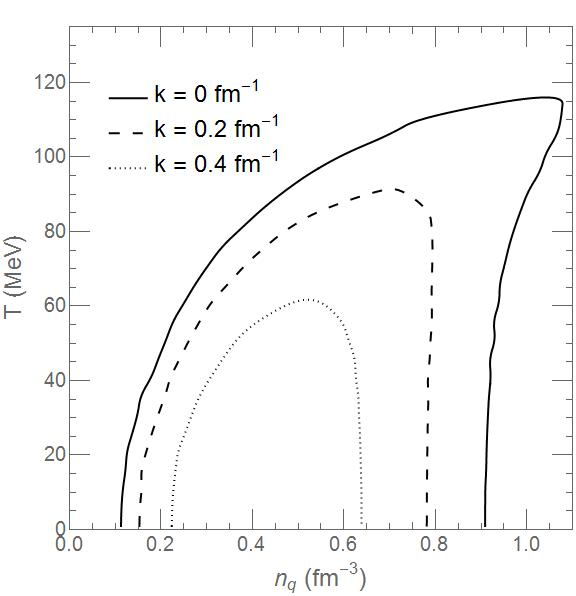 120
100
80
60
40
20
0
T (MeV)
k = 0 fm⁻¹
k = 0.2 fm⁻¹
k = 0.4 fm⁻¹
0.0 0.2 0.4 0.6 0.8 1.0
n_q (fm⁻³)